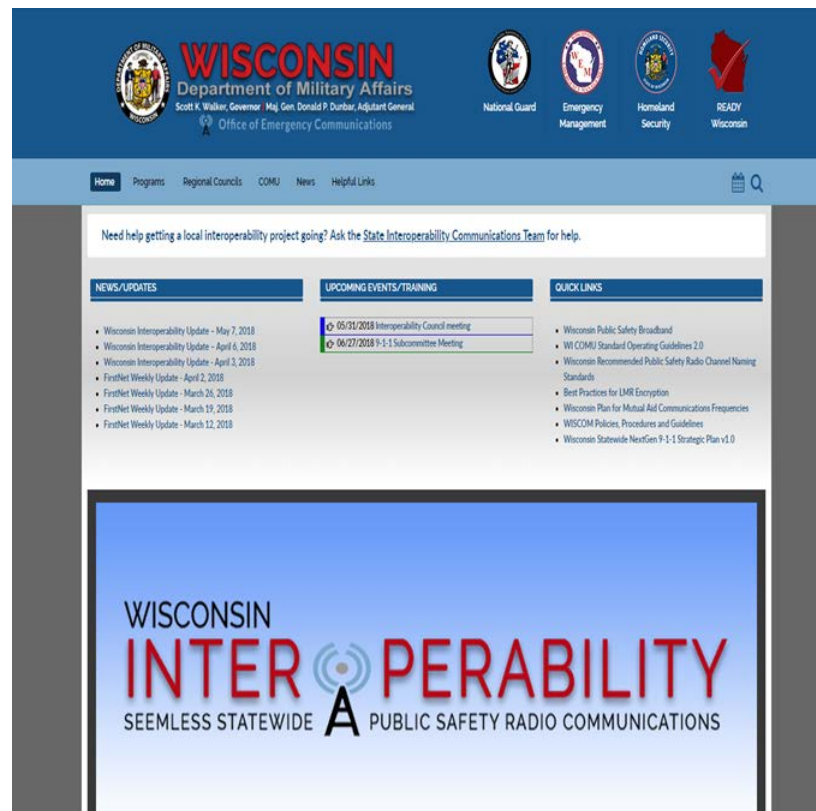 WISCONSIN
Department of Military Affairs
Scott K. Walker, Governor | Maj. Gen. Donald P. Dunbar, Adjutant General
Office of Emergency Communications
National Guard
Emergency
Management
Homeland
Security
READY
Wisconsin
Home Programs Regional Councils COMU News Helpful Links
Need help getting a local interoperability project going? Ask the State Interoperability Communications Team for help.
NEWS/UPDATES
Wisconsin Interoperability Update – May 7, 2018
Wisconsin Interoperability Update – April 6, 2018
Wisconsin Interoperability Update - April 3, 2018
FirstNet Weekly Update - April 2, 2018
FirstNet Weekly Update - March 26, 2018
FirstNet Weekly Update - March 19, 2018
FirstNet Weekly Update - March 12, 2018
UPCOMING EVENTS/TRAINING
05/31/2018 Interoperability Council meeting
06/27/2018 9-1-1 Subcommittee Meeting
QUICK LINKS
Wisconsin Public Safety Broadband
WI COMU Standard Operating Guidelines 2.0
Wisconsin Recommended Public Safety Radio Channel Naming
Standards
Best Practices for LMR Encryption
Wisconsin Plan for Mutual Aid Communications Frequencies
WISCOM Policies, Procedures and Guidelines
Wisconsin Statewide NextGen 9-1-1 Strategic Plan v1.0
WISCONSIN
INTEROPERABILITY
SEEMLESS STATEWIDE PUBLIC SAFETY RADIO COMMUNICATIONS